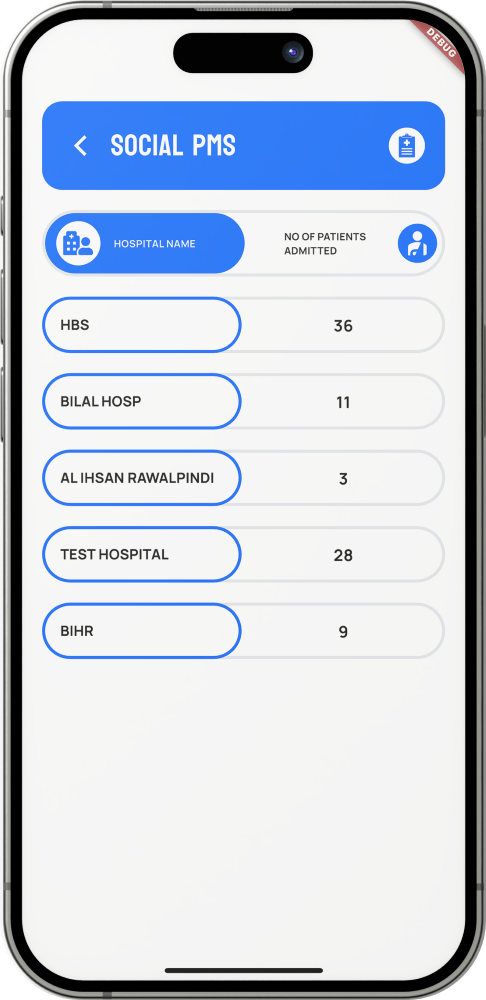 DEBUG
SOCIAL PMS
HOSPITAL NAME
NO OF PATIENTS
ADMITTED
HBS
36
BILAL HOSP
11
AL IHSAN RAWALPINDI
3
TEST HOSPITAL
28
BIHR
9